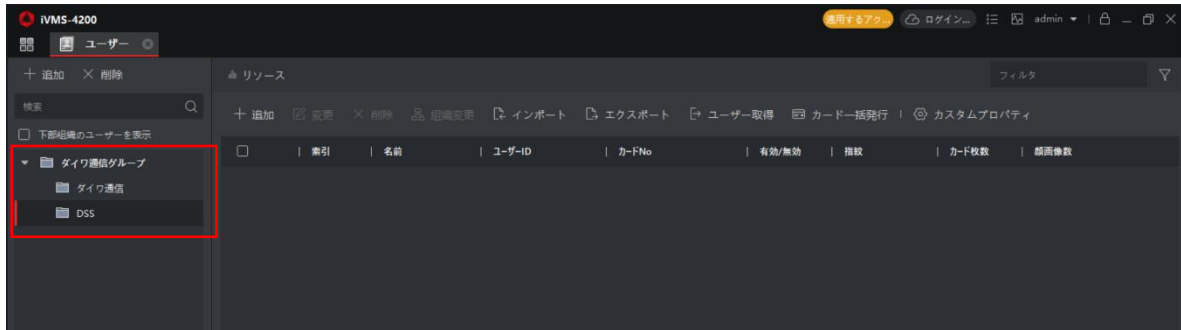 iVMS-4200
適用するアク... ログイン... admin
ユーザー
追加 削除
リソース
フィルタ
検索
追加 変更 削除 組織変更 インポート エクスポート ユーザー取得 カード一括発行 カスタムプロパティ
下部組織のユーザーを表示
索引 名前 ユーザーID カードNo 有効/無効 指紋 カード枚数 顔画像数
ダイワ通信グループ
ダイワ通信
DSS